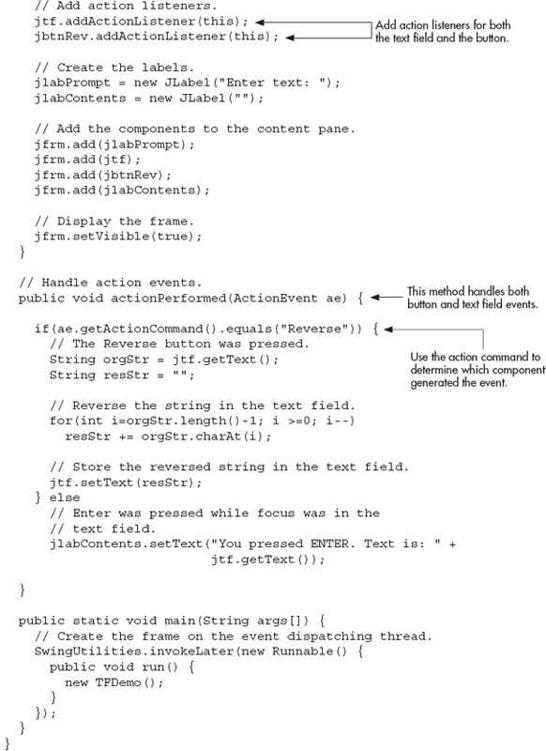 // Add action listeners.
jtf.addActionListener(this);
jbtnRev.addActionListener(this);
Add action listeners for both
the text field and the button.
// Create the labels.
jlabPrompt = new JLabel("Enter text: ");
jlabContents = new JLabel("");
// Add the components to the content pane.
jfrm.add(jlabPrompt);
jfrm.add(jtf);
jfrm.add(jbtnRev);
jfrm.add(jlabContents);
// Display the frame.
jfrm.setVisible(true);
}
// Handle action events.
public void actionPerformed(ActionEvent ae) {
This method handles both
button and text field events.
if(ae.getActionCommand().equals("Reverse")) {
Use the action command to
determine which component
generated the event.
// The Reverse button was pressed.
String orgStr = jtf.getText();
String resStr = "";
// Reverse the string in the text field.
for(int i=orgStr.length()-1; i >=0; i--)
resStr += orgStr.charAt(i);
// Store the reversed string in the text field.
jtf.setText(resStr);
} else
// Enter was pressed while focus was in the
// text field.
jlabContents.setText("You pressed ENTER. Text is: " +
jtf.getText());
}
public static void main(String args[]) {
// Create the frame on the event dispatching thread.
SwingUtilities.invokeLater(new Runnable() {
public void run() {
new TFDemo();
}
});
}
}